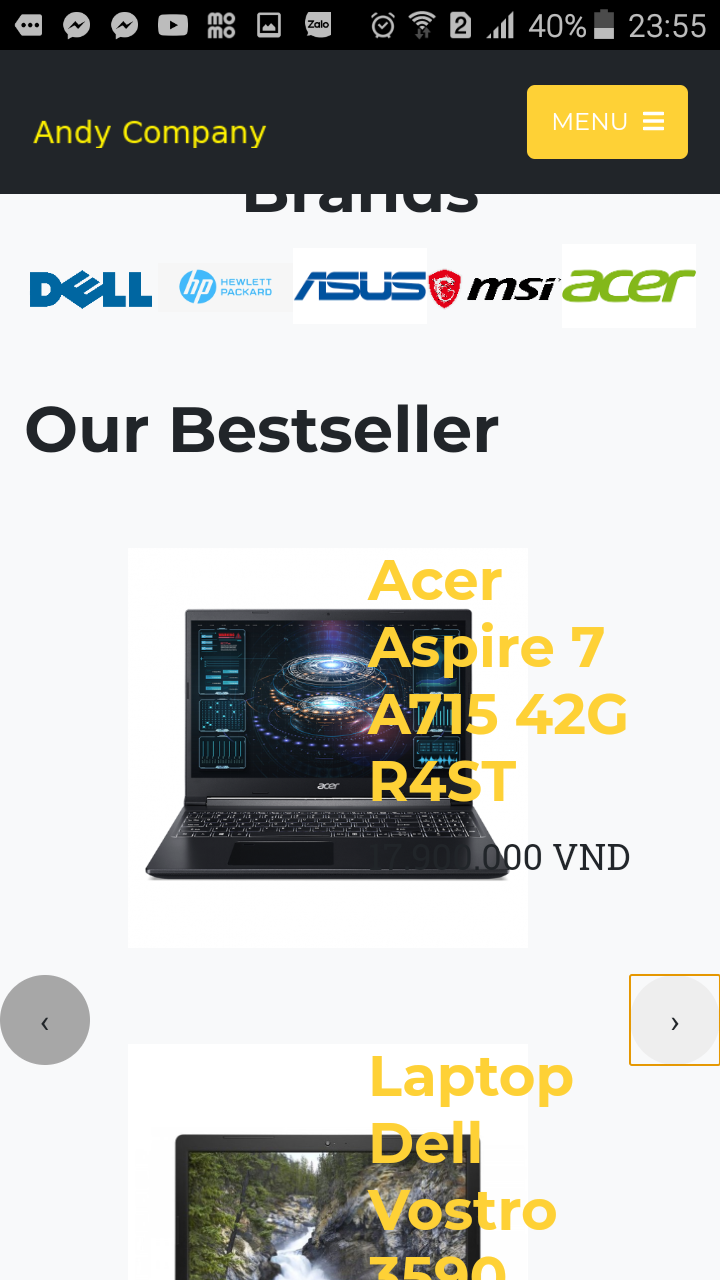 momo
Zalo
2
40%
23:55
Andy Company
MENU
Brands
DELL
hp HEWLETT
PACKARD
ASUS
msi
acer
Our Bestseller
Acer
Aspire 7
A715 42G
R4ST
acer
17.900.000 VND
‹
›
Laptop
Dell
Vostro
3590